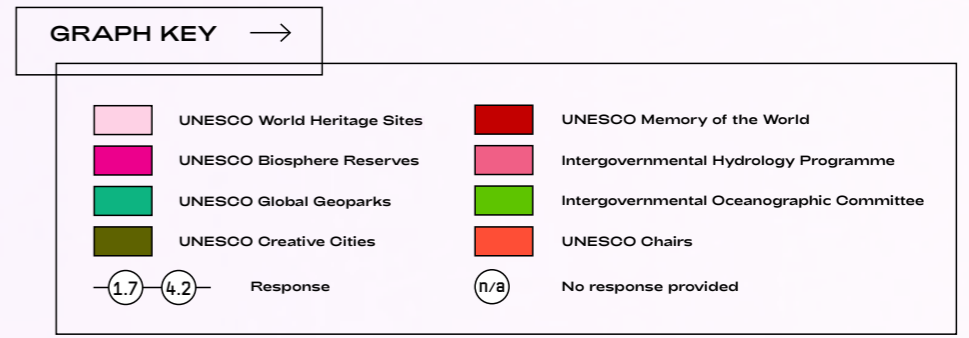 GRAPH KEY →
UNESCO World Heritage Sites
UNESCO Memory of the World
UNESCO Biosphere Reserves
Intergovernmental Hydrology Programme
UNESCO Global Geoparks
Intergovernmental Oceanographic Committee
UNESCO Creative Cities
UNESCO Chairs
1.7 4.2 Response
n/a No response provided